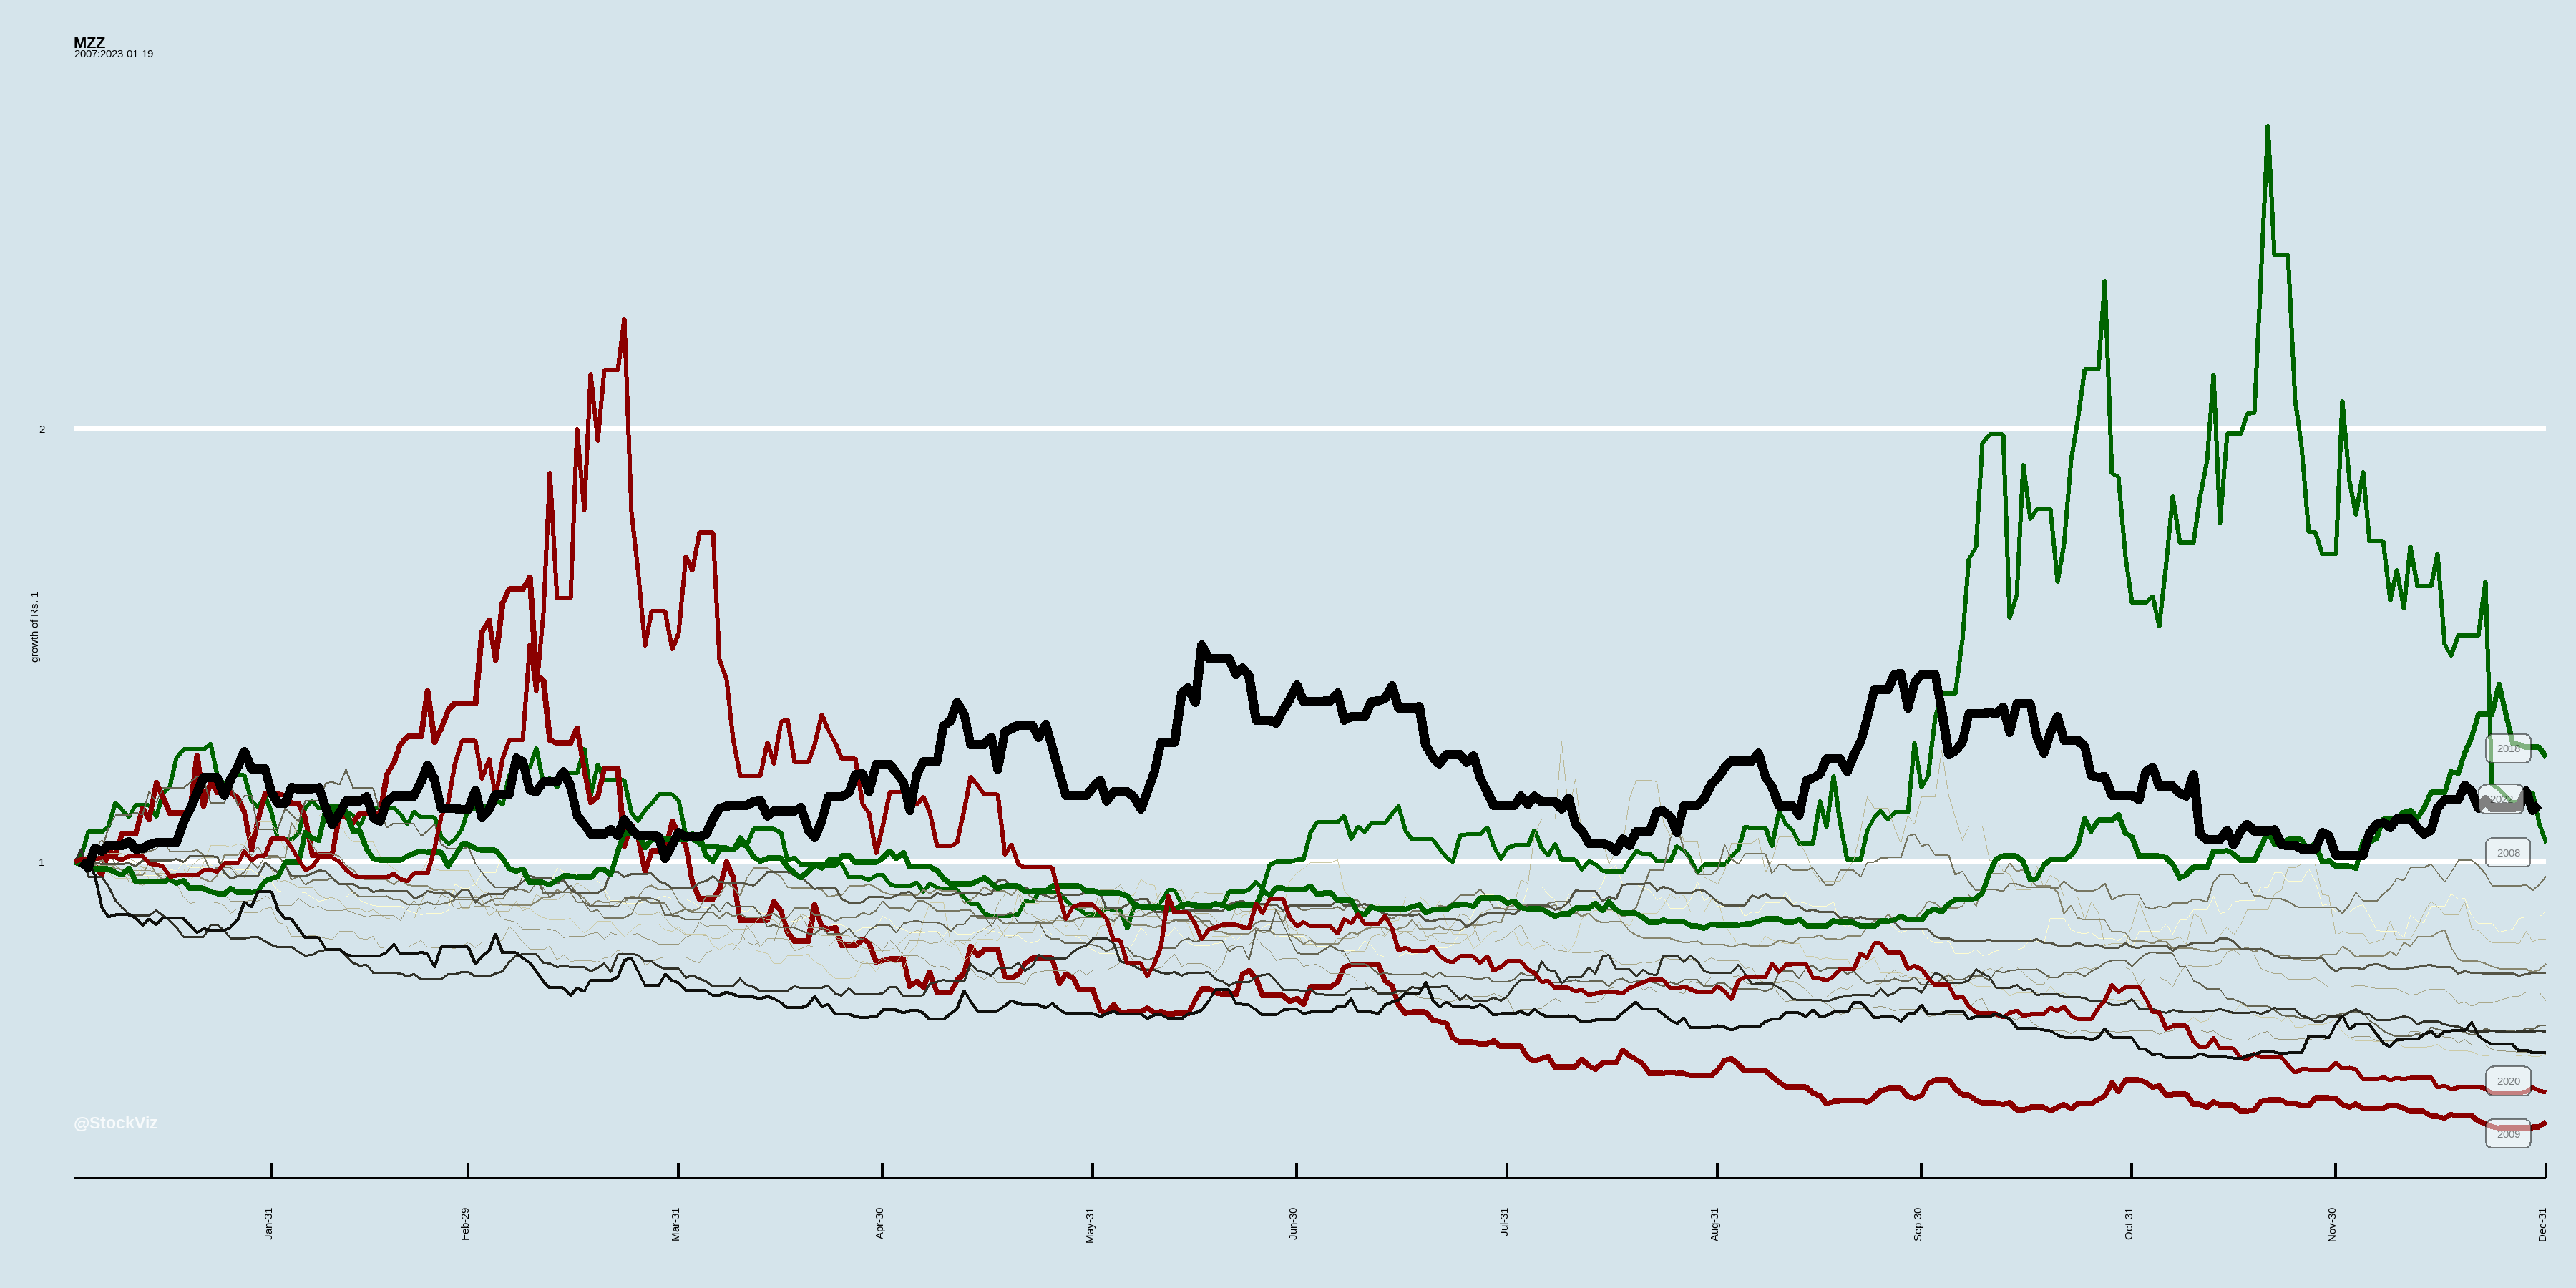 MZZ
2007:2023-01-19
2
growth of Rs. 1
1
2018
2022
2008
2020
2009
@StockViz
Jan-31
Feb-29
Mar-31
Apr-30
May-31
Jun-30
Jul-31
Aug-31
Sep-30
Oct-31
Nov-30
Dec-31